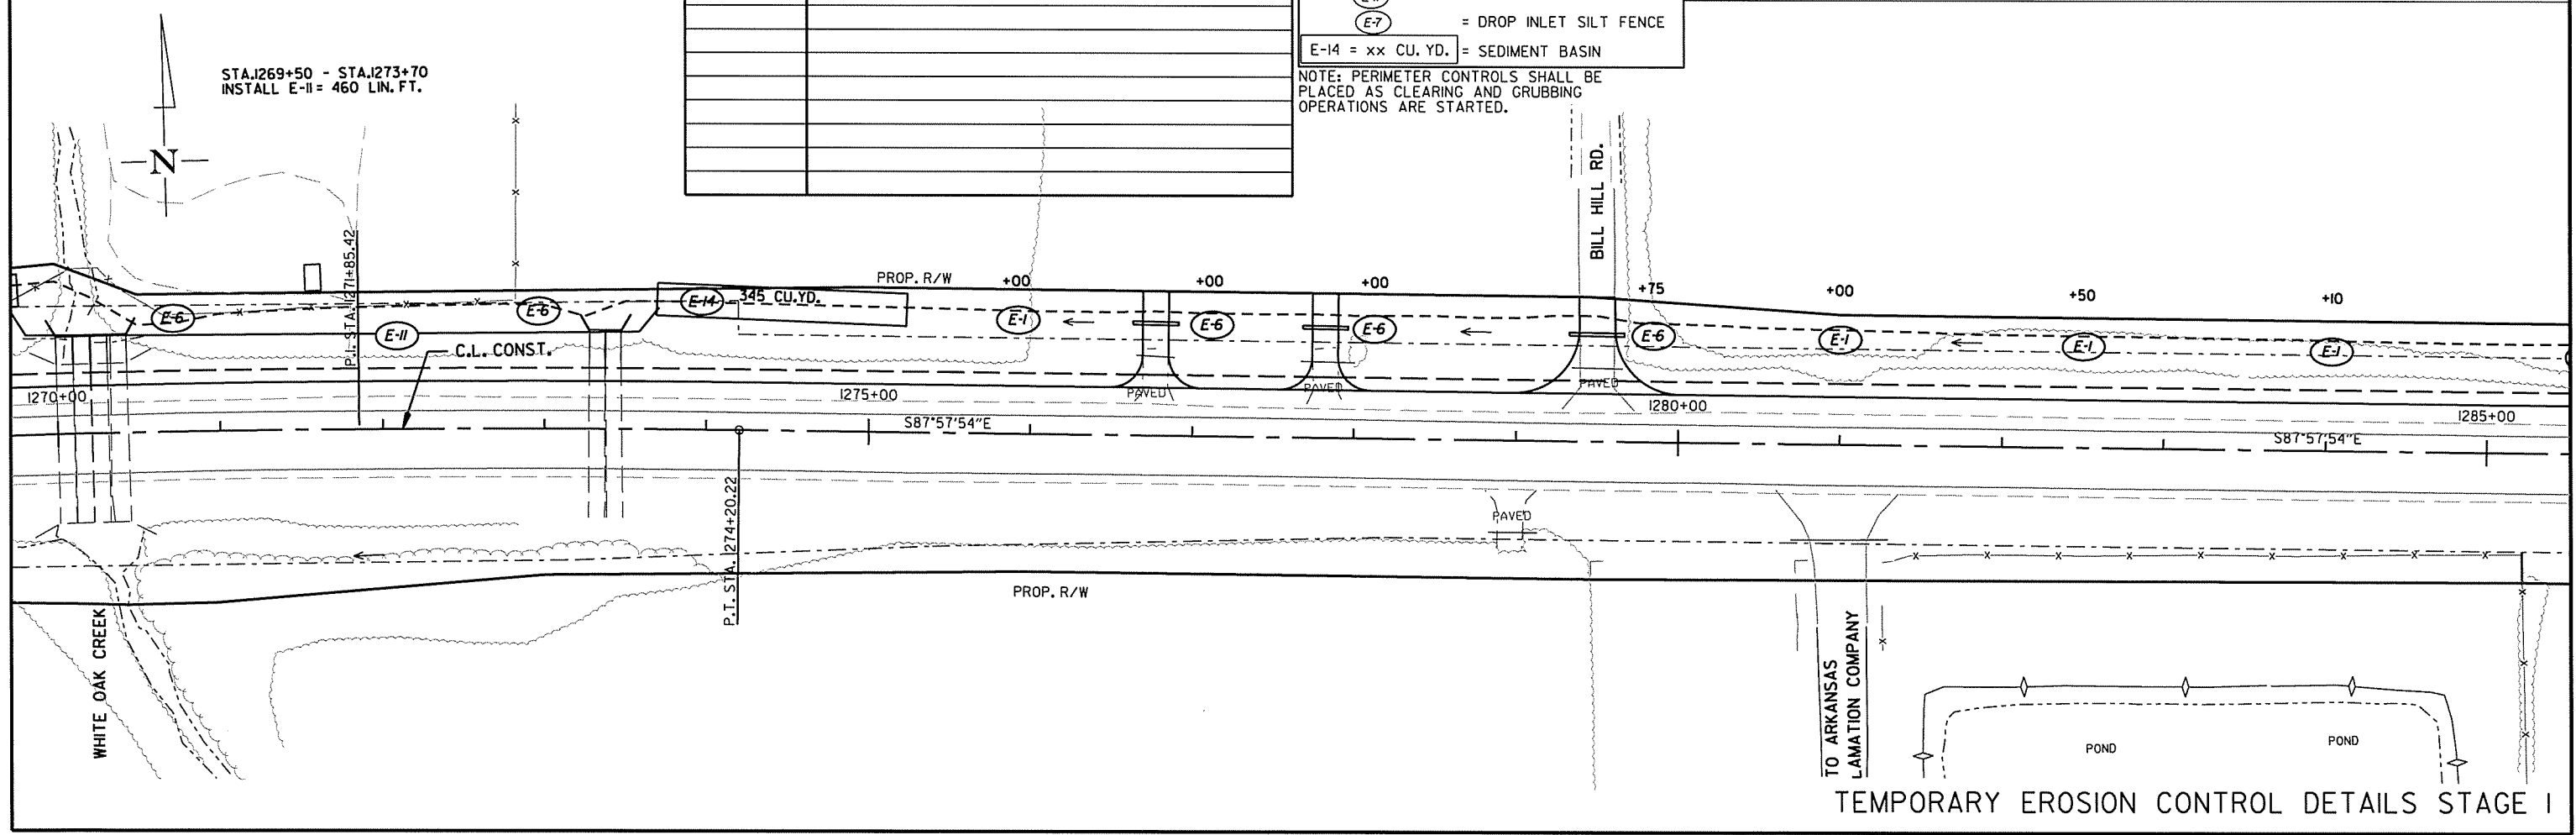 E-7 = DROP INLET SILT FENCE
E-14 = xx CU. YD. = SEDIMENT BASIN
NOTE: PERIMETER CONTROLS SHALL BE
PLACED AS CLEARING AND GRUBBING
OPERATIONS ARE STARTED.
STA.1269+50 - STA.1273+70
INSTALL E-11 = 460 LIN. FT.
N
BILL HILL RD.
P.I. STA. 1271+85.42
PROP. R/W
+00
+00
+00
+75
+00
+50
+10
E-6
E-6
E-14
345 CU.YD.
E-1
E-6
E-6
E-6
E-1
E-1
E-1
E-11
C.L. CONST.
PAVED
PAVED
PAVED
1270+00
1275+00
1280+00
1285+00
S87°57'54"E
S87°57'54"E
P.T. STA. 1274+20.22
PAVED
PROP. R/W
WHITE OAK CREEK
TO ARKANSAS
LAMATION COMPANY
POND
POND
TEMPORARY EROSION CONTROL DETAILS STAGE 1